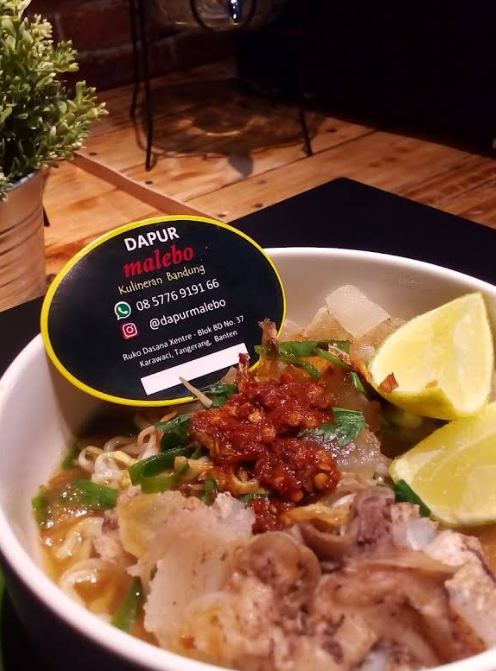 DAPUR
malebo
Kulineran Bandung
08 5776 9191 66
@dapurmalebo
Ruko Dasana Xentre - Blok BD No. 37
Karawaci, Tangerang, Banten